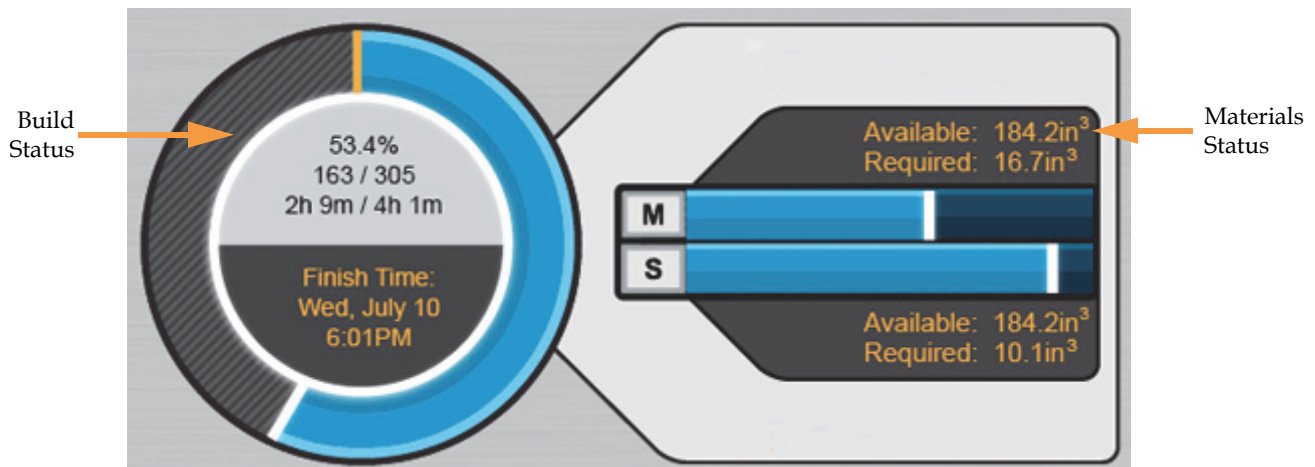 Build
Status
53.4%
163 / 305
2h 9m / 4h 1m
Finish Time:
Wed, July 10
6:01PM
Available: 184.2in³
Required: 16.7in³
M
S
Available: 184.2in³
Required: 10.1in³
Materials
Status